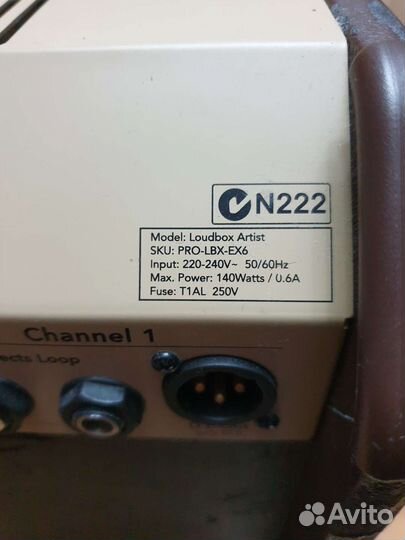 N222
Model: Loudbox Artist
SKU: PRO-LBX-EX6
Input: 220-240V~ 50/60Hz
Max. Power: 140Watts / 0.6A
Fuse: T1AL 250V
Channel 1
ects Loop
Avito